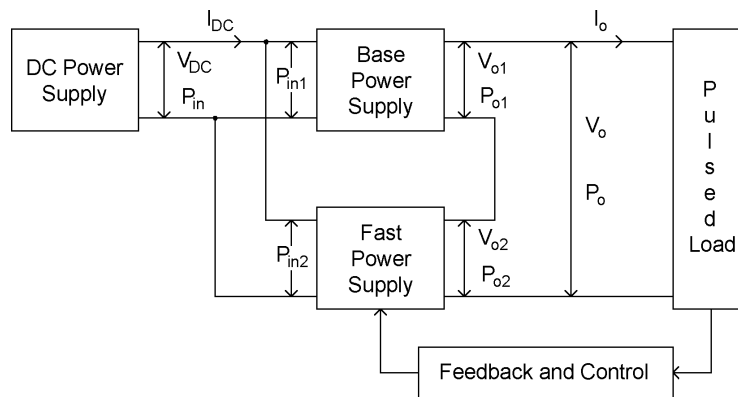 I_DC
I_o
DC Power
Supply
V_DC
P_in
P_in1
Base
Power
Supply
V_o1
P_o1
V_o
P_o
P
u
l
s
e
d
Load
P_in2
Fast
Power
Supply
V_o2
P_o2
Feedback and Control